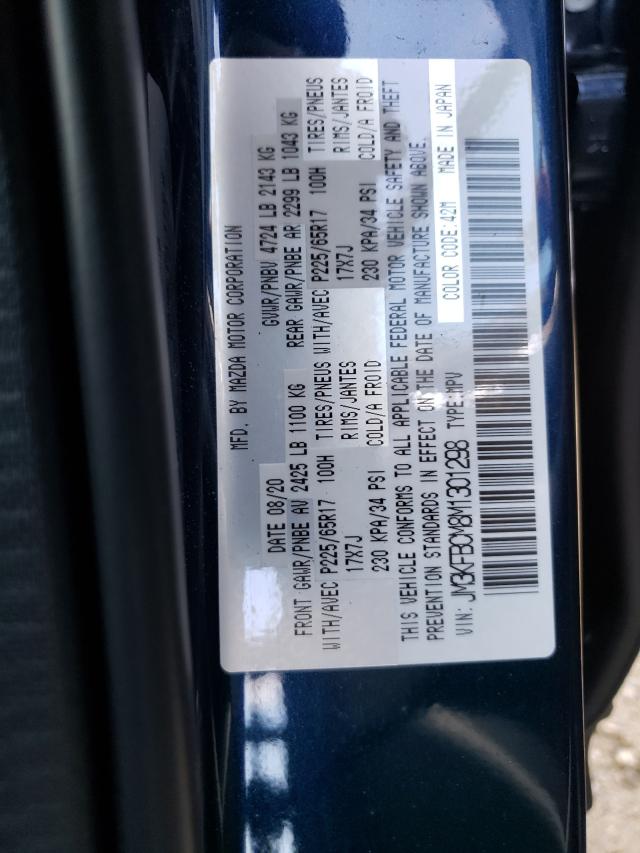 MFD. BY MAZDA MOTOR CORPORATION
DATE 08/20 GVWR/PNBV 4724 LB 2143 KG
FRONT GAWR/PNBE AV 2425 LB 1100 KG REAR GAWR/PNBE AR 2299 LB 1043 KG
WITH/AVEC P225/65R17 100H TIRES/PNEUS WITH/AVEC P225/65R17 100H TIRES/PNEUS
17X7J RIMS/JANTES 17X7J RIMS/JANTES
230 KPA/34 PSI COLD/A FROID 230 KPA/34 PSI COLD/A FROID
THIS VEHICLE CONFORMS TO ALL APPLICABLE FEDERAL MOTOR VEHICLE SAFETY AND THEFT
PREVENTION STANDARDS IN EFFECT ON THE DATE OF MANUFACTURE SHOWN ABOVE.
VIN: JM3KFBCM8M1301298 TYPE:MPV COLOR CODE:42M MADE IN JAPAN